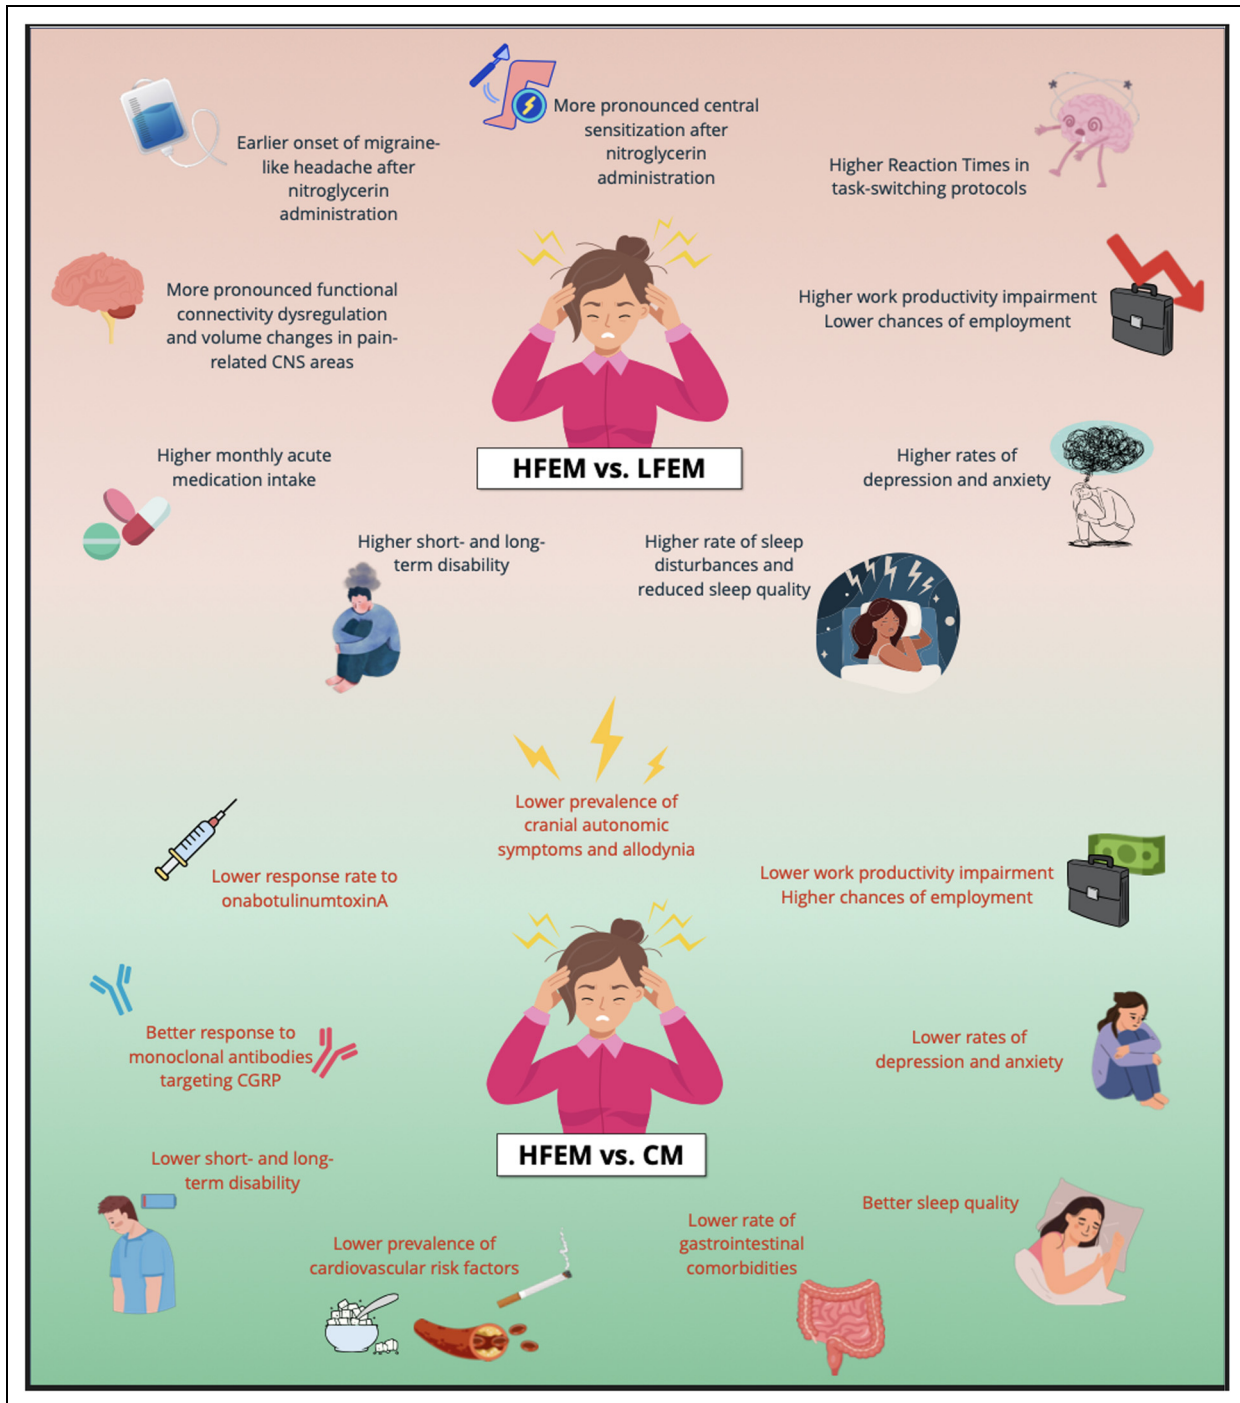 More pronounced central
sensitization after
nitroglycerin
administration
Earlier onset of migraine-
like headache after
nitroglycerin
administration
Higher Reaction Times in
task-switching protocols
More pronounced functional
connectivity dysregulation
and volume changes in pain-
related CNS areas
Higher work productivity impairment
Lower chances of employment
Higher monthly acute
medication intake
HFEM vs. LFEM
Higher rates of
depression and anxiety
Higher short- and long-
term disability
Higher rate of sleep
disturbances and
reduced sleep quality
Lower prevalence of
cranial autonomic
symptoms and allodynia
Lower response rate to
onabotulinumtoxinA
Lower work productivity impairment
Higher chances of employment
Better response to
monoclonal antibodies
targeting CGRP
Lower rates of
depression and anxiety
HFEM vs. CM
Lower short- and long-
term disability
Better sleep quality
Lower prevalence of
cardiovascular risk factors
Lower rate of
gastrointestinal
comorbidities